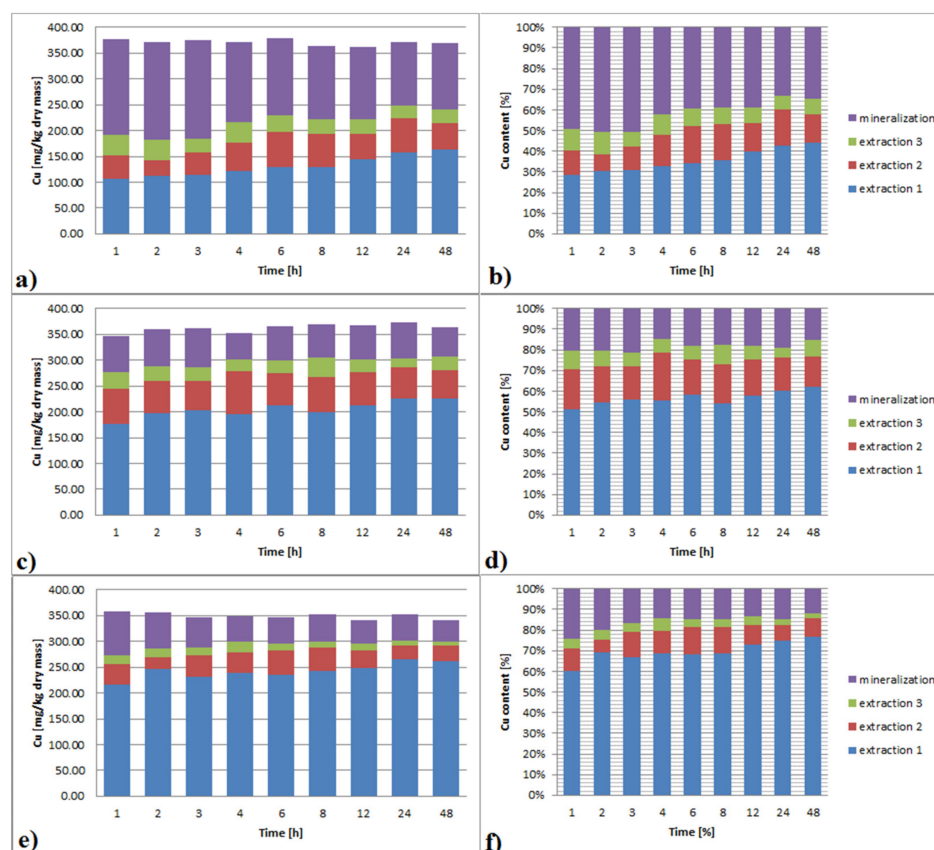 400.00
350.00
300.00
250.00
200.00
150.00
100.00
50.00
0.00
Cu [mg/kg dry mass]
1 2 3 4 6 8 12 24 48
Time [h]
a)
100%
90%
80%
70%
60%
50%
40%
30%
20%
10%
0%
Cu content [%]
1 2 3 4 6 8 12 24 48
Time [h]
mineralization
extraction 3
extraction 2
extraction 1
b)
400.00
350.00
300.00
250.00
200.00
150.00
100.00
50.00
0.00
Cu [mg/kg dry mass]
1 2 3 4 6 8 12 24 48
Time [h]
c)
100%
90%
80%
70%
60%
50%
40%
30%
20%
10%
0%
Cu content [%]
1 2 3 4 6 8 12 24 48
Time [h]
mineralization
extraction 3
extraction 2
extraction 1
d)
400.00
350.00
300.00
250.00
200.00
150.00
100.00
50.00
0.00
Cu [mg/kg dry mass]
1 2 3 4 6 8 12 24 48
Time [h]
e)
100%
90%
80%
70%
60%
50%
40%
30%
20%
10%
0%
Cu content [%]
1 2 3 4 6 8 12 24 48
Time [%]
mineralization
extraction 3
extraction 2
extraction 1
f)